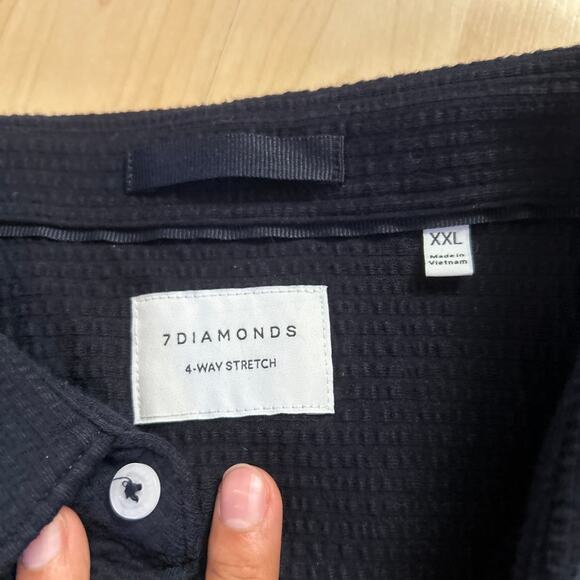 XXL
Made in
Vietnam
7DIAMONDS
4-WAY STRETCH